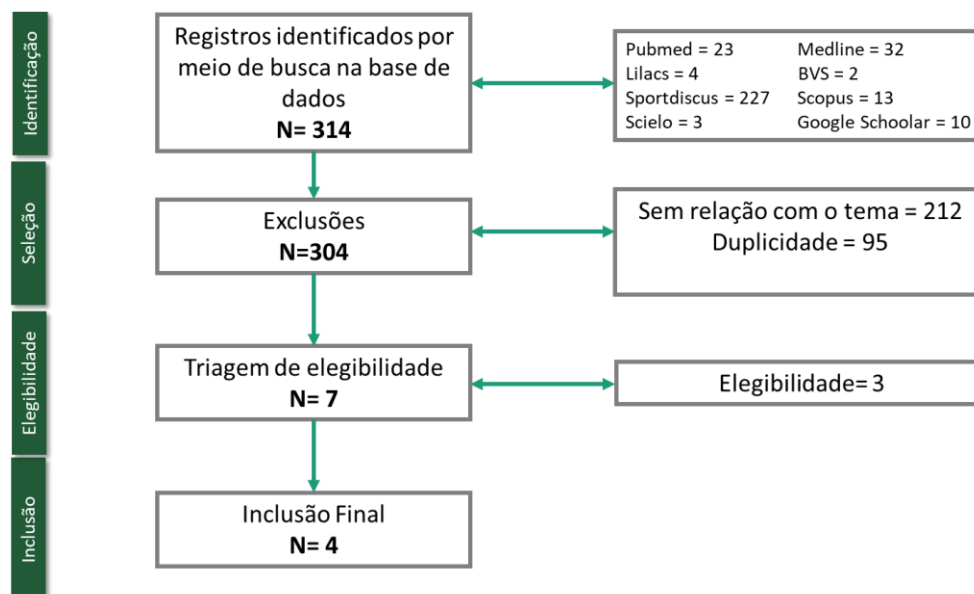 Identificação
Registros identificados por
meio de busca na base de
dados
N= 314
Pubmed = 23
Medline = 32
Lilacs = 4
BVS = 2
Sportdiscus = 227
Scopus = 13
Scielo = 3
Google Schoolar = 10
Seleção
Exclusões
N=304
Sem relação com o tema = 212
Duplicidade = 95
Elegibilidade
Triagem de elegibilidade
N= 7
Elegibilidade= 3
Inclusão
Inclusão Final
N= 4